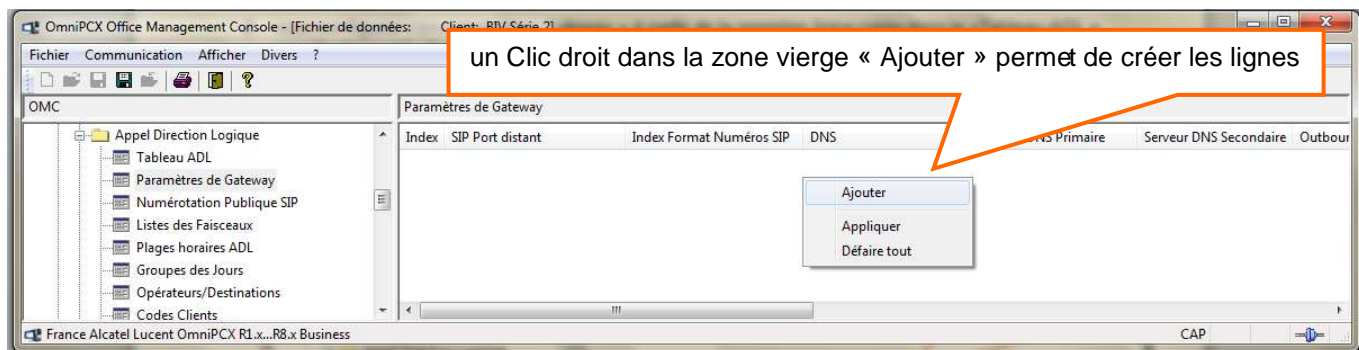 OmniPCX Office Management Console - [Fichier de données: Client: BIV Série 2]
un Clic droit dans la zone vierge « Ajouter » permet de créer les lignes
Fichier Communication Afficher Divers ?
OMC
Paramètres de Gateway
Appel Direction Logique
Tableau ADL
Paramètres de Gateway
Numérotation Publique SIP
Listes des Faisceaux
Plages horaires ADL
Groupes des Jours
Opérateurs/Destinations
Codes Clients
Index SIP Port distant Index Format Numéros SIP DNS DNS Primaire Serveur DNS Secondaire Outbour
Ajouter
Appliquer
Défaire tout
France Alcatel Lucent OmniPCX R1.x...R8.x Business
CAP